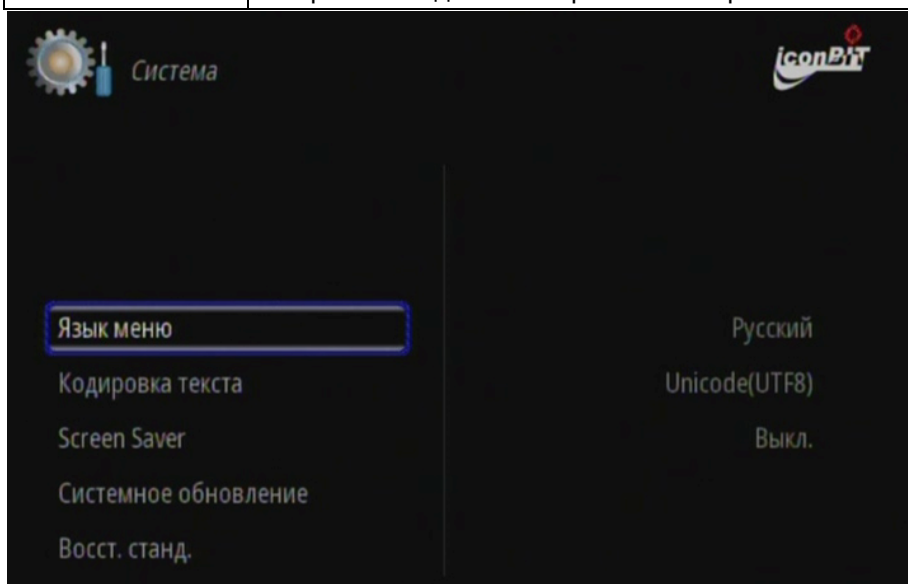 Система
iconBIT
Язык меню Русский
Кодировка текста Unicode(UTF8)
Screen Saver Выкл.
Системное обновление
Восст. станд.